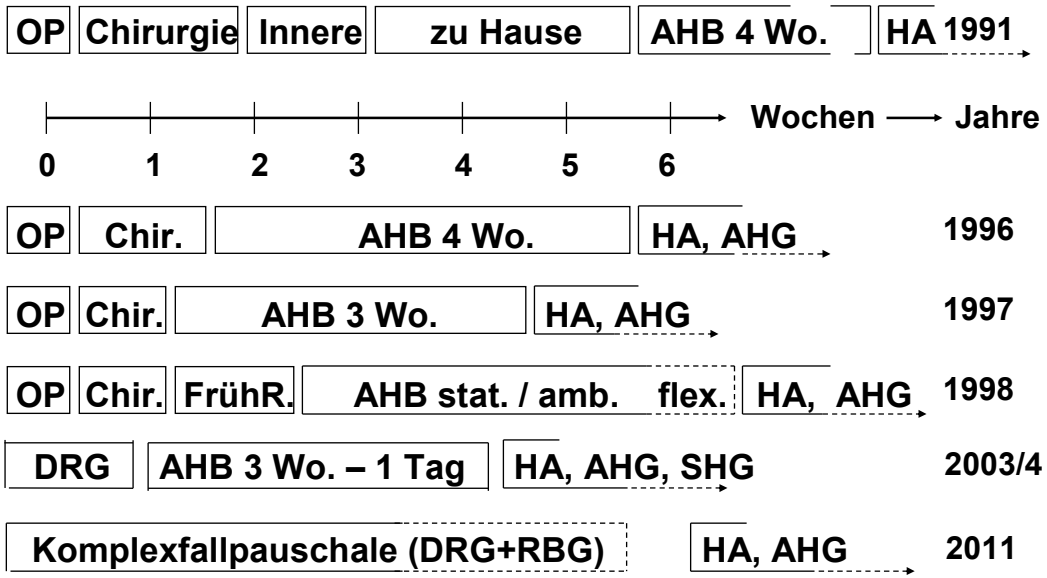 OP Chirurgie Innere zu Hause AHB 4 Wo. HA 1991
Wochen Jahre
0 1 2 3 4 5 6
OP Chir. AHB 4 Wo. HA, AHG 1996
OP Chir. AHB 3 Wo. HA, AHG 1997
OP Chir. FrühR. AHB stat. / amb. flex. HA, AHG 1998
DRG AHB 3 Wo. – 1 Tag HA, AHG, SHG 2003/4
Komplexfallpauschale (DRG+RBG) HA, AHG 2011